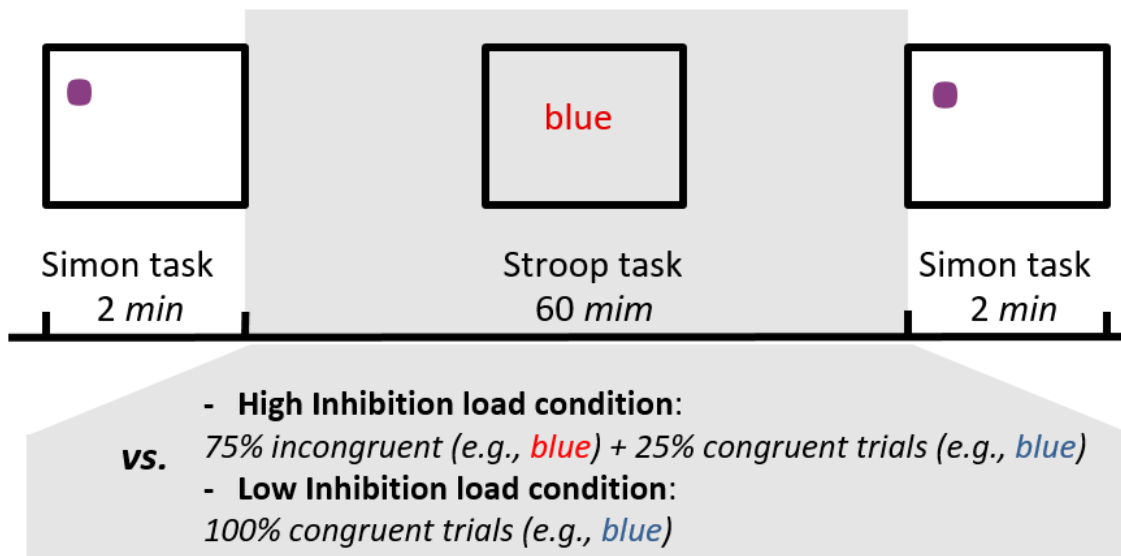 blue
Simon task
2 min
Stroop task
60 mim
Simon task
2 min
vs.
- High Inhibition load condition:
75% incongruent (e.g., blue) + 25% congruent trials (e.g., blue)
- Low Inhibition load condition:
100% congruent trials (e.g., blue)